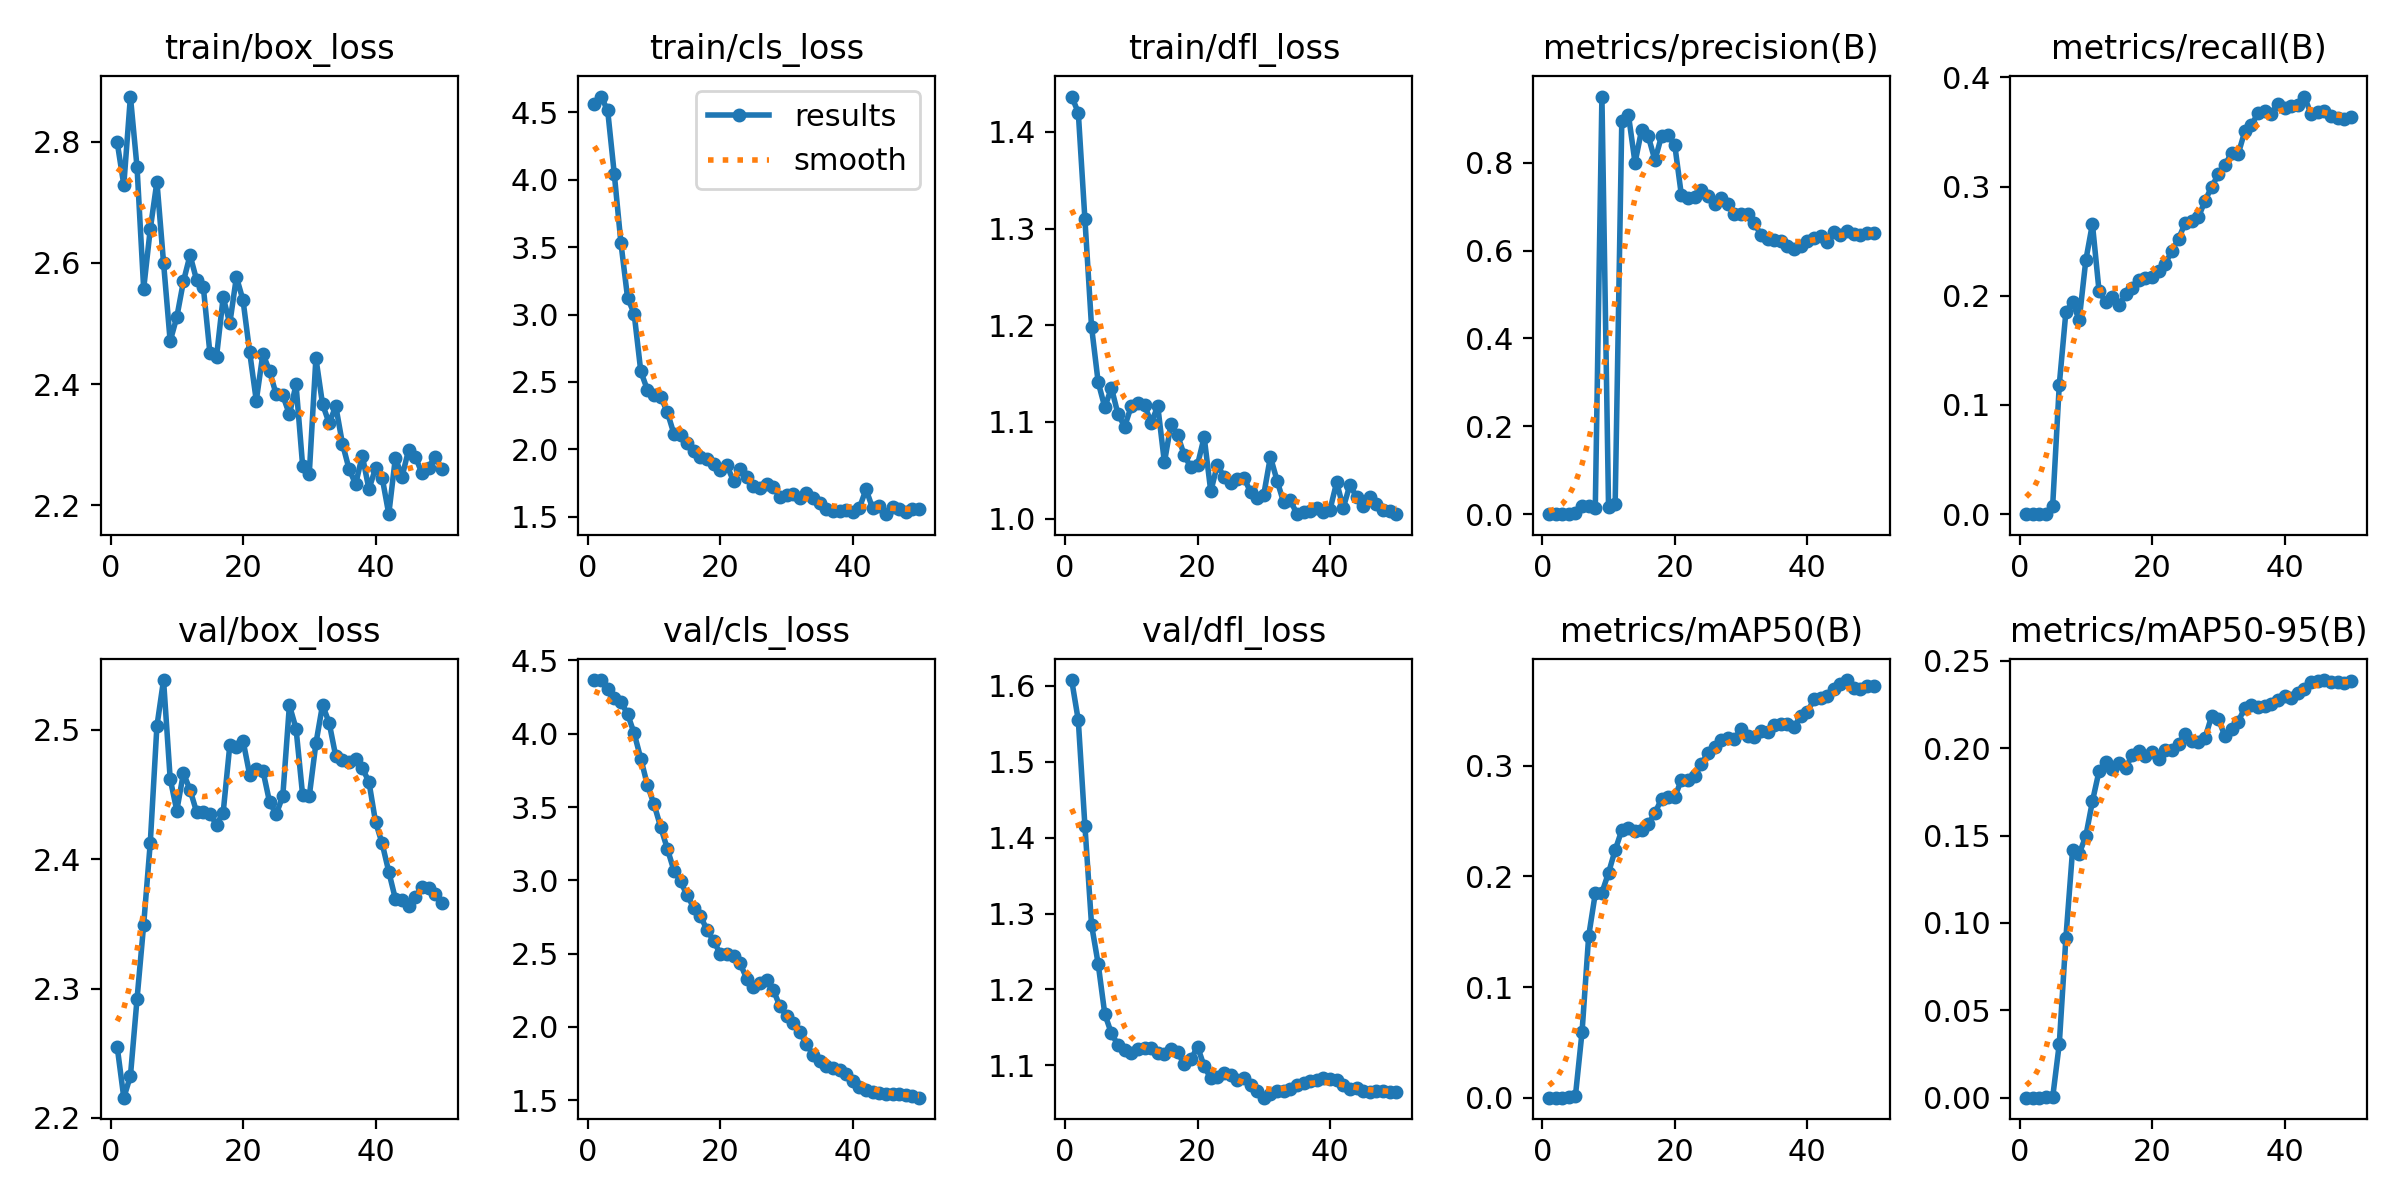 train/box_loss
2.8
2.6
2.4
2.2
0 20 40
train/cls_loss
results
smooth
4.5
4.0
3.5
3.0
2.5
2.0
1.5
0 20 40
train/dfl_loss
1.4
1.3
1.2
1.1
1.0
0 20 40
metrics/precision(B)
0.8
0.6
0.4
0.2
0.0
0 20 40
metrics/recall(B)
0.4
0.3
0.2
0.1
0.0
0 20 40
val/box_loss
2.5
2.4
2.3
2.2
0 20 40
val/cls_loss
4.5
4.0
3.5
3.0
2.5
2.0
1.5
0 20 40
val/dfl_loss
1.6
1.5
1.4
1.3
1.2
1.1
0 20 40
metrics/mAP50(B)
0.3
0.2
0.1
0.0
0 20 40
metrics/mAP50-95(B)
0.25
0.20
0.15
0.10
0.05
0.00
0 20 40